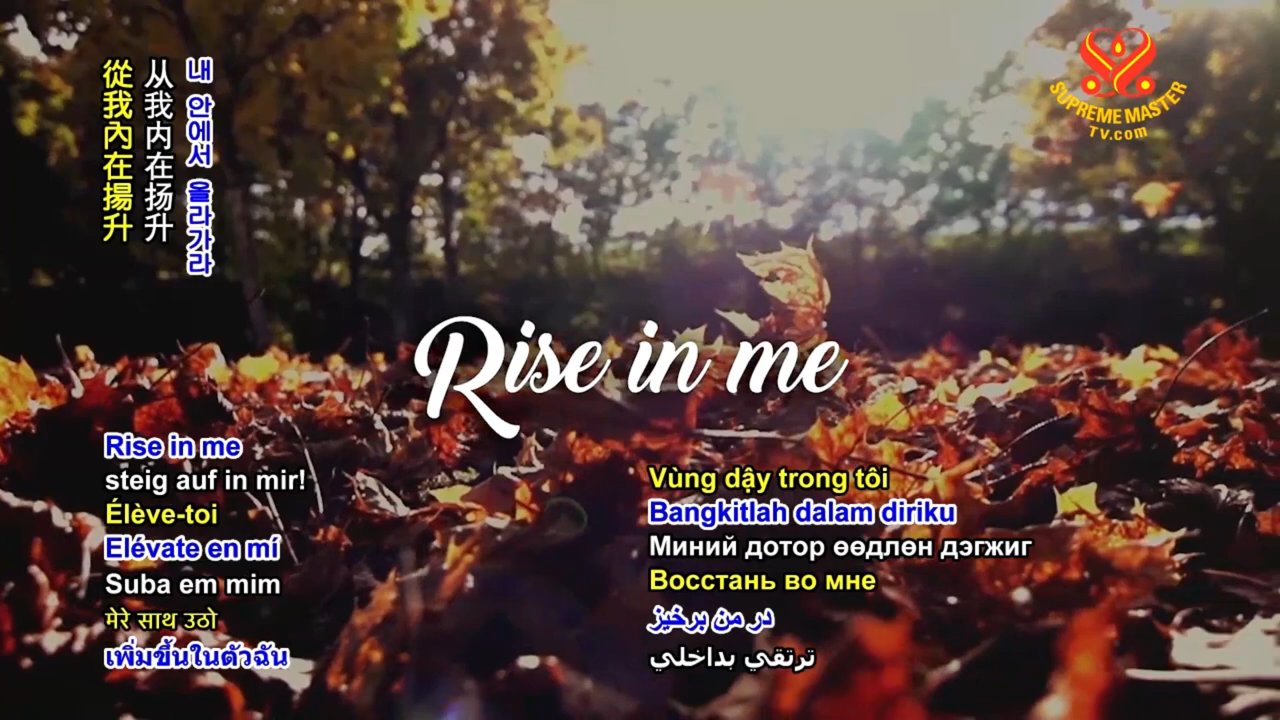 從我內在揚升
从我内在扬升
내 안에서 올라가라
SUPREME MASTER
TV.com
Rise in me
Rise in me
steig auf in mir!
Élève-toi
Elévate en mí
Suba em mim
मेरे साथ उठो
เพิ่มขึ้นในตัวฉัน
Vùng dậy trong tôi
Bangkitlah dalam diriku
Миний дотор өөдлөн дэгжиг
Восстань во мне
در من برخیز
ترتقي بداخلي